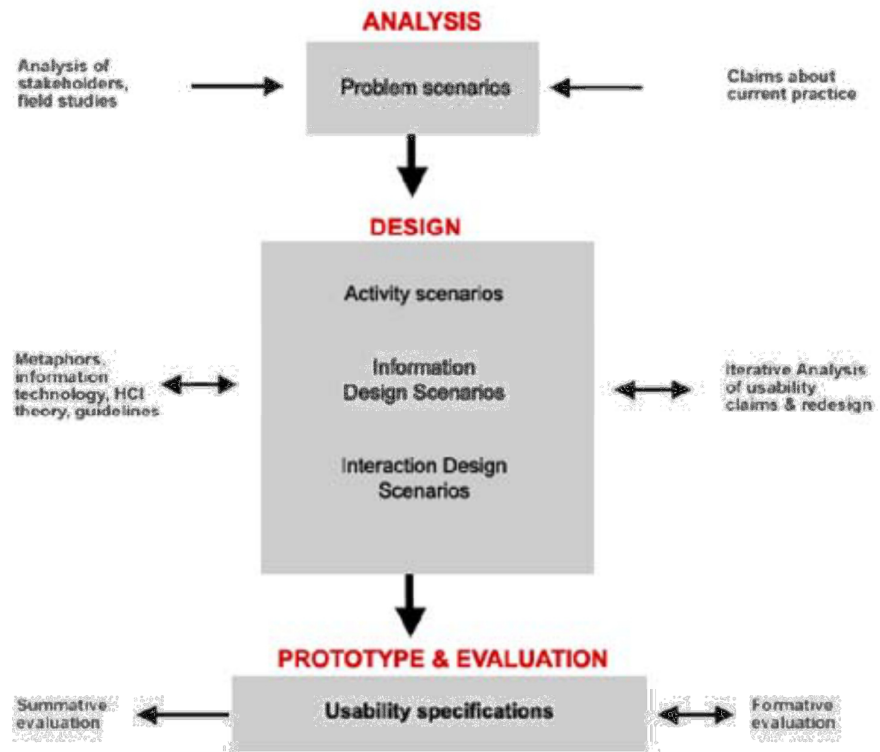 ANALYSIS
Analysis of
stakeholders,
field studies
Problem scenarios
Claims about
current practice
DESIGN
Activity scenarios
Metaphors,
information
technology, HCI
theory, guidelines
Information
Design Scenarios
Iterative Analysis
of usability
claims & redesign
Interaction Design
Scenarios
PROTOTYPE & EVALUATION
Summative
evaluation
Usability specifications
Formative
evaluation